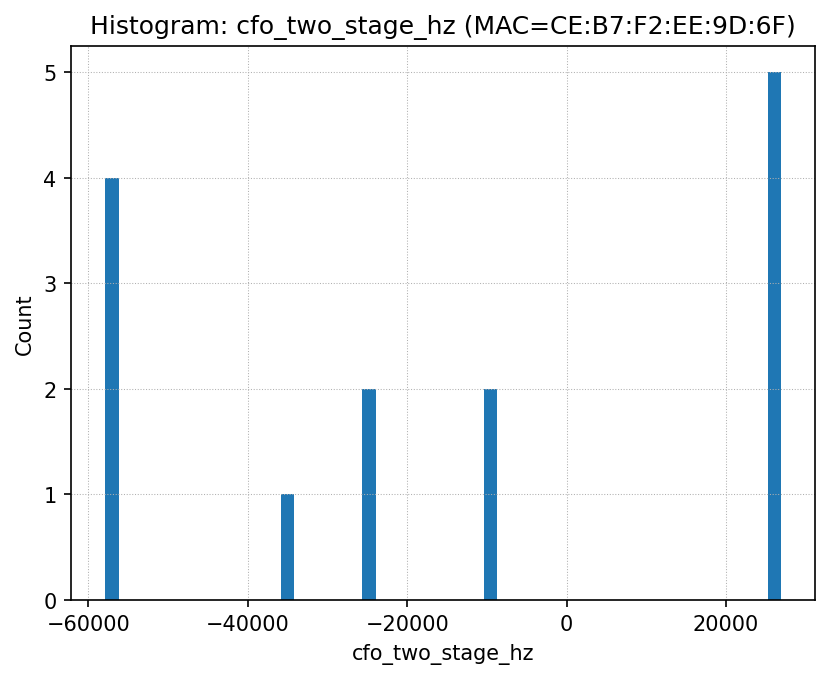 Histogram: cfo_two_stage_hz (MAC=CE:B7:F2:EE:9D:6F)
5
4
3
2
1
0
Count
−60000 −40000 −20000 0 20000
cfo_two_stage_hz